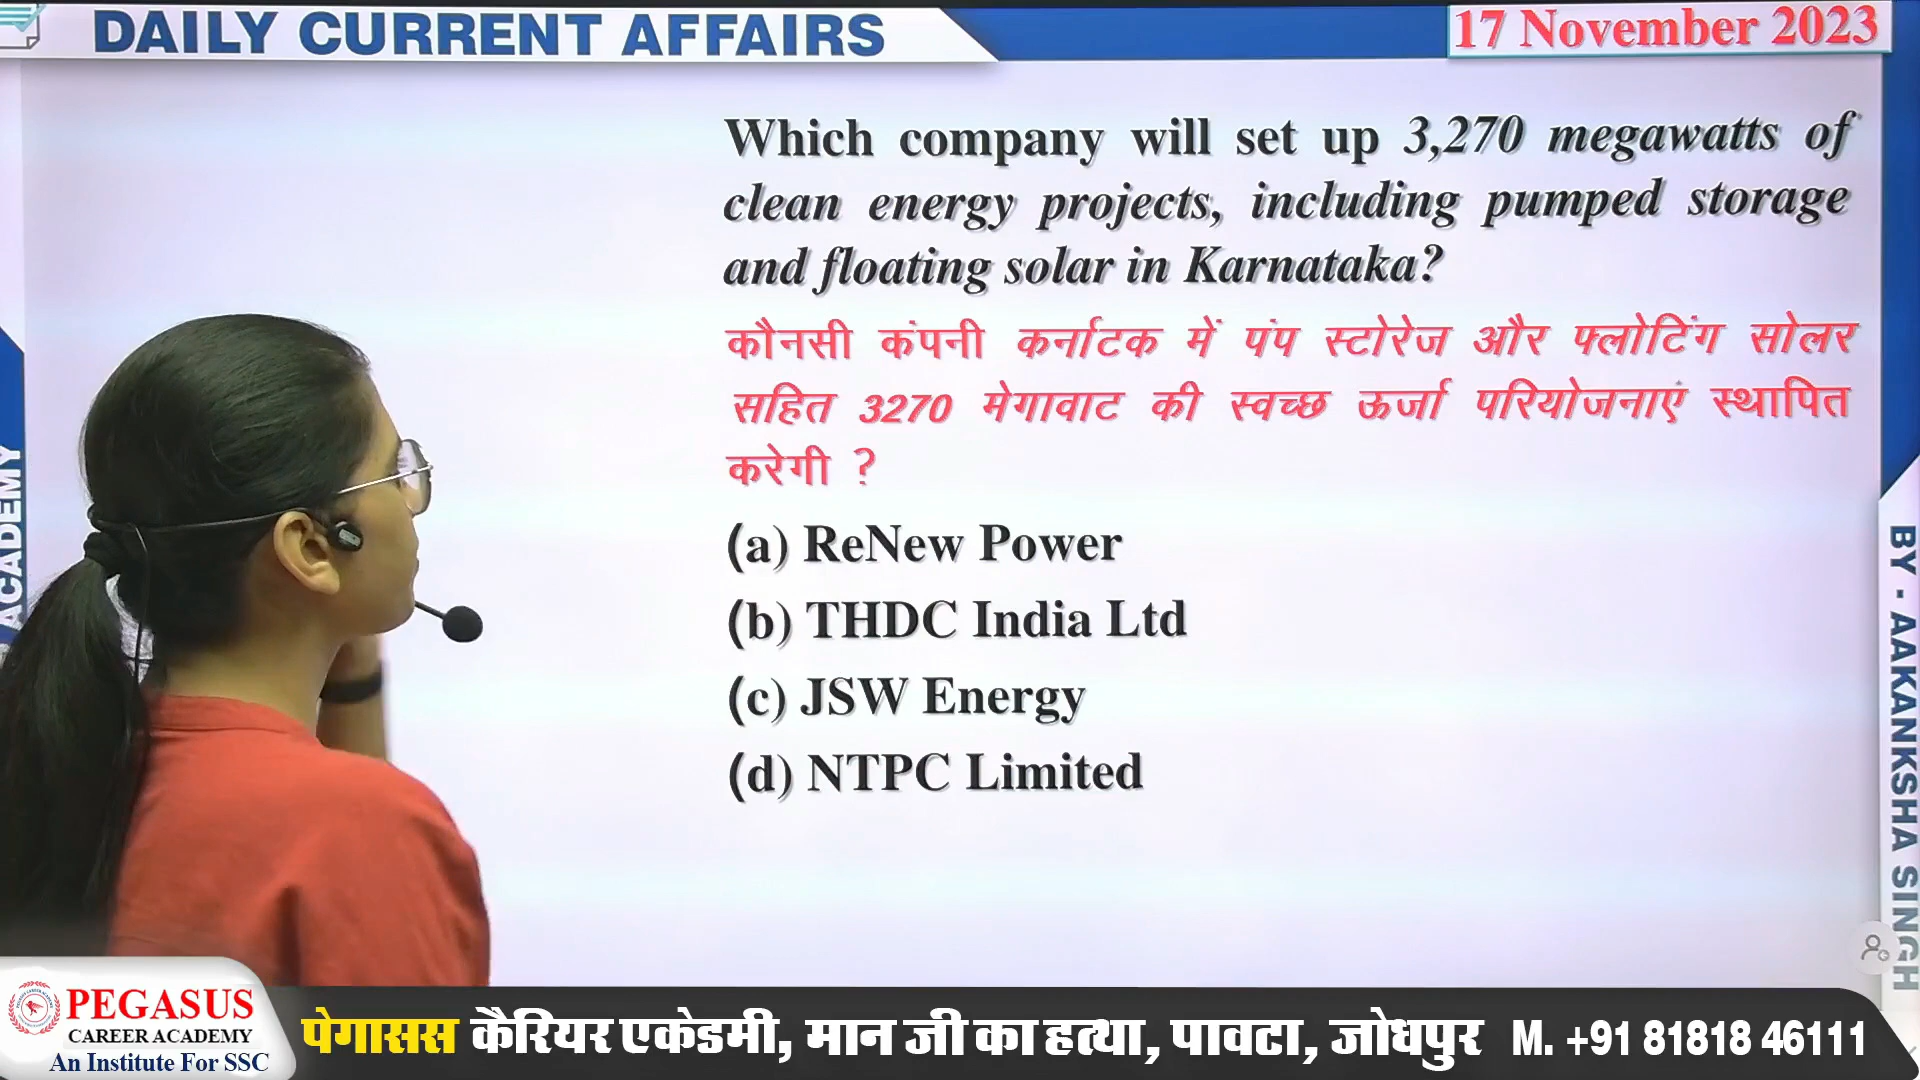 DAILY CURRENT AFFAIRS
17 November 2023
Which company will set up 3,270 megawatts of
clean energy projects, including pumped storage
and floating solar in Karnataka?
कौनसी कंपनी कर्नाटक में पंप स्टोरेज और फ्लोटिंग सोलर
सहित 3270 मेगावाट की स्वच्छ ऊर्जा परियोजनाएं स्थापित
करेगी ?
(a) ReNew Power
(b) THDC India Ltd
(c) JSW Energy
(d) NTPC Limited
ACADEMY
BY - AAKANKSHA SINGH
PEGASUS
CAREER ACADEMY
An Institute For SSC
पेगासस कैरियर एकेडमी, मान जी का हत्था, पावटा, जोधपुर M. +91 81818 46111